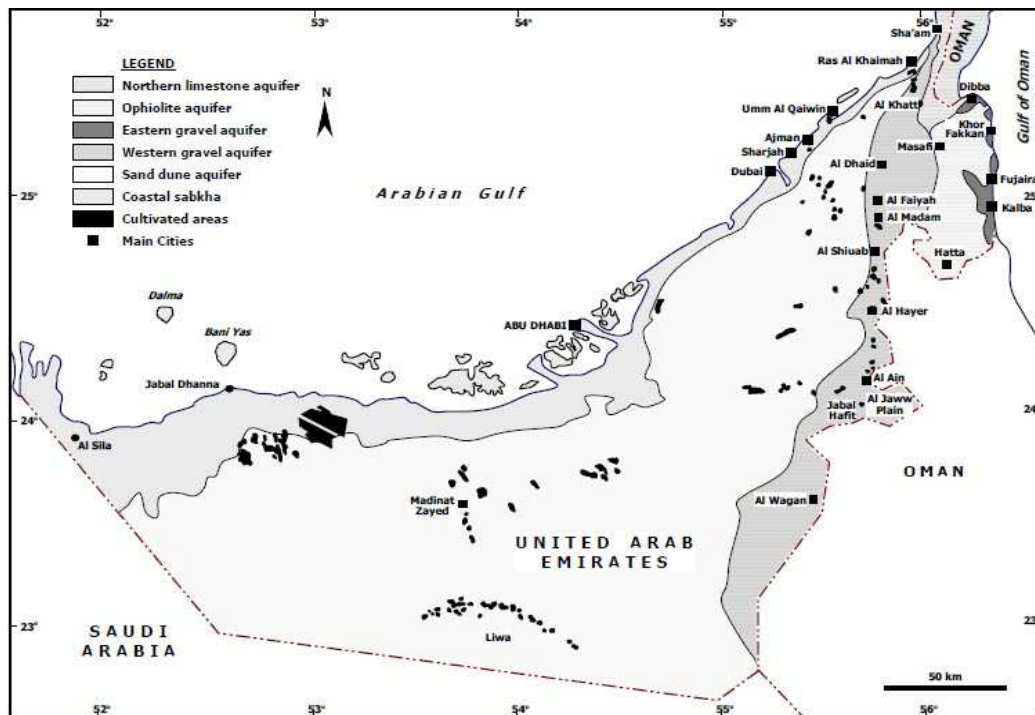 52°
53°
54°
55°
56°
LEGEND
Northern limestone aquifer
Ophiolite aquifer
Eastern gravel aquifer
Western gravel aquifer
Sand dune aquifer
Coastal sabkha
Cultivated areas
Main Cities
N
Sha'am
OMAN
Ras Al Khaimah
Dibba
Gulf of Oman
Umm Al Qaiwin
Al Khatt
Khor
Fakkan
Ajman
Masafi
Sharjah
Al Dhaid
Dubai
Fujaira
25°
Arabian Gulf
Al Faiyah
25
Kalba
Al Madam
Al Shiuab
Hatta
Dalma
Al Hayer
ABU DHABI
Bani Yas
Jabal Dhanna
Al Ain
Jabal
Hafit
Al Jaww
Plain
24°
24
Al Sila
OMAN
Al Wagan
Madinat
Zayed
UNITED ARAB
EMIRATES
23°
23
SAUDI
ARABIA
Liwa
50 km
52°
53°
54°
55°
56°